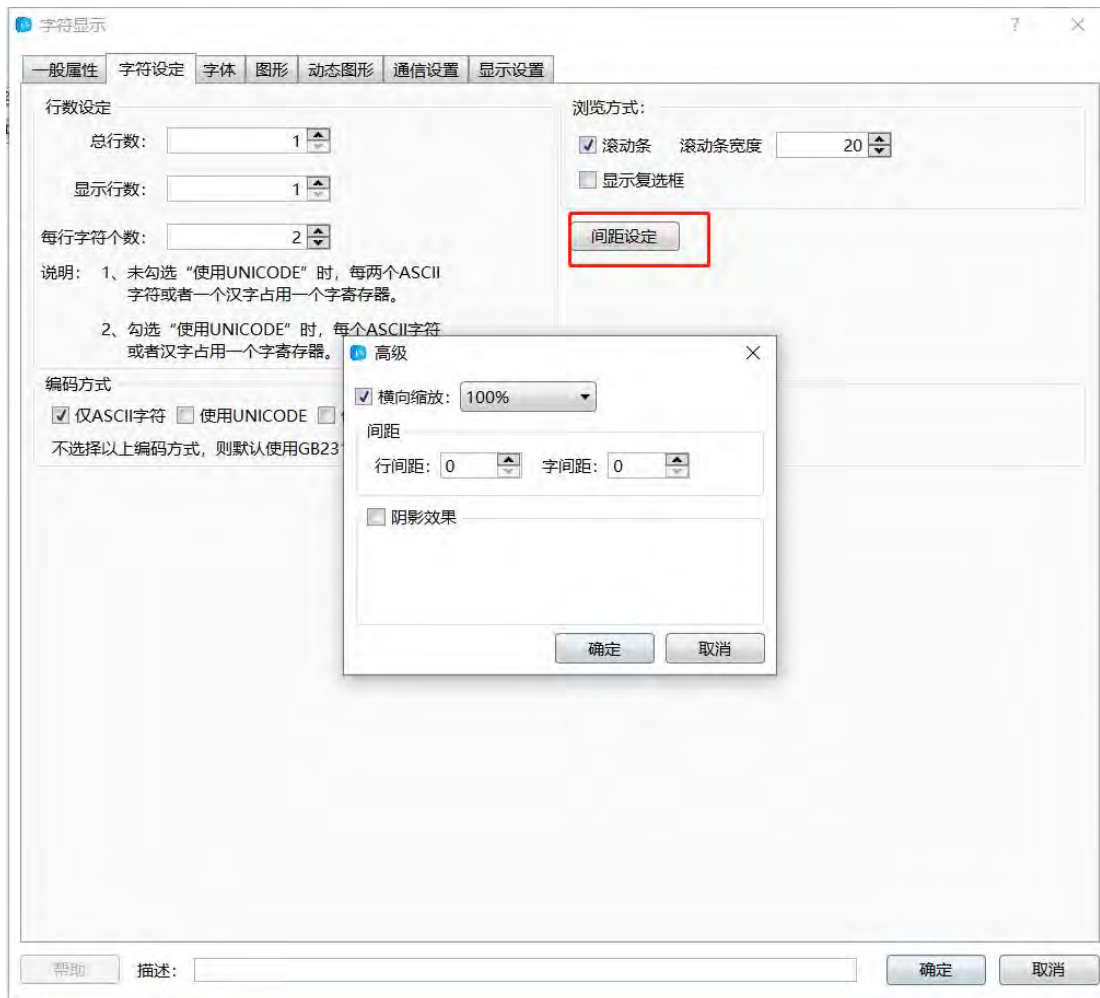 字符显示
一般属性 字符设定 字体 图形 动态图形 通信设置 显示设置
行数设定
总行数: 1
显示行数: 1
每行字符个数: 2
说明: 1、未勾选“使用UNICODE”时, 每两个ASCII
字符或者一个汉字占用一个字寄存器。
2、勾选“使用UNICODE”时, 每个ASCII字符
或者汉字占用一个字寄存器。
浏览方式:
滚动条 滚动条宽度 20
显示复选框
间距设定
编码方式
仅ASCII字符 使用UNICODE
不选择以上编码方式, 则默认使用GB23
高级
横向缩放: 100%
间距
行间距: 0 字间距: 0
阴影效果
确定 取消
帮助 描述: 确定 取消